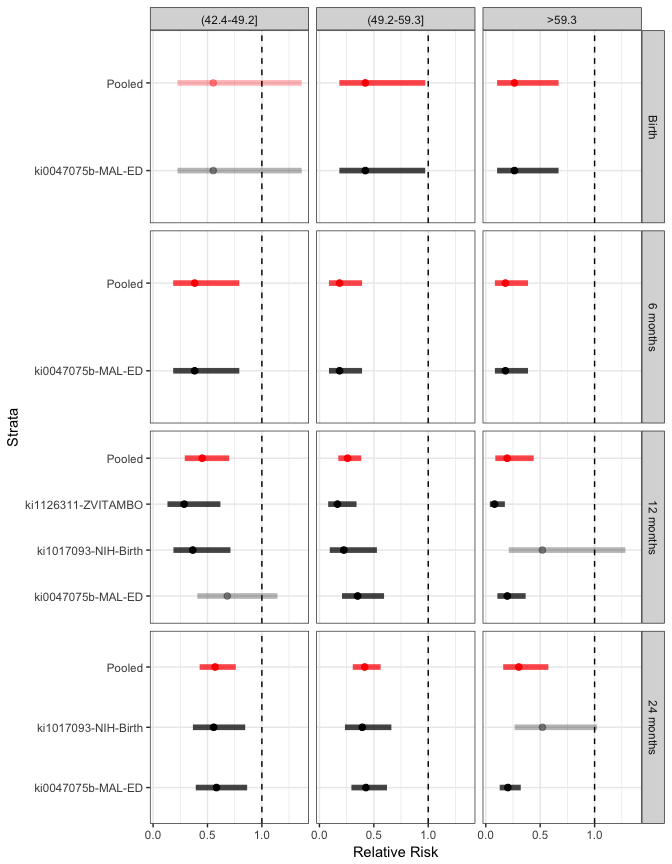 (42.4-49.2]
(49.2-59.3]
>59.3
Pooled
ki0047075b-MAL-ED
Birth
Pooled
ki0047075b-MAL-ED
6 months
Strata
Pooled
ki1126311-ZVITAMBO
ki1017093-NIH-Birth
ki0047075b-MAL-ED
12 months
Pooled
ki1017093-NIH-Birth
ki0047075b-MAL-ED
24 months
0.0 0.5 1.0
0.0 0.5 1.0
0.0 0.5 1.0
Relative Risk